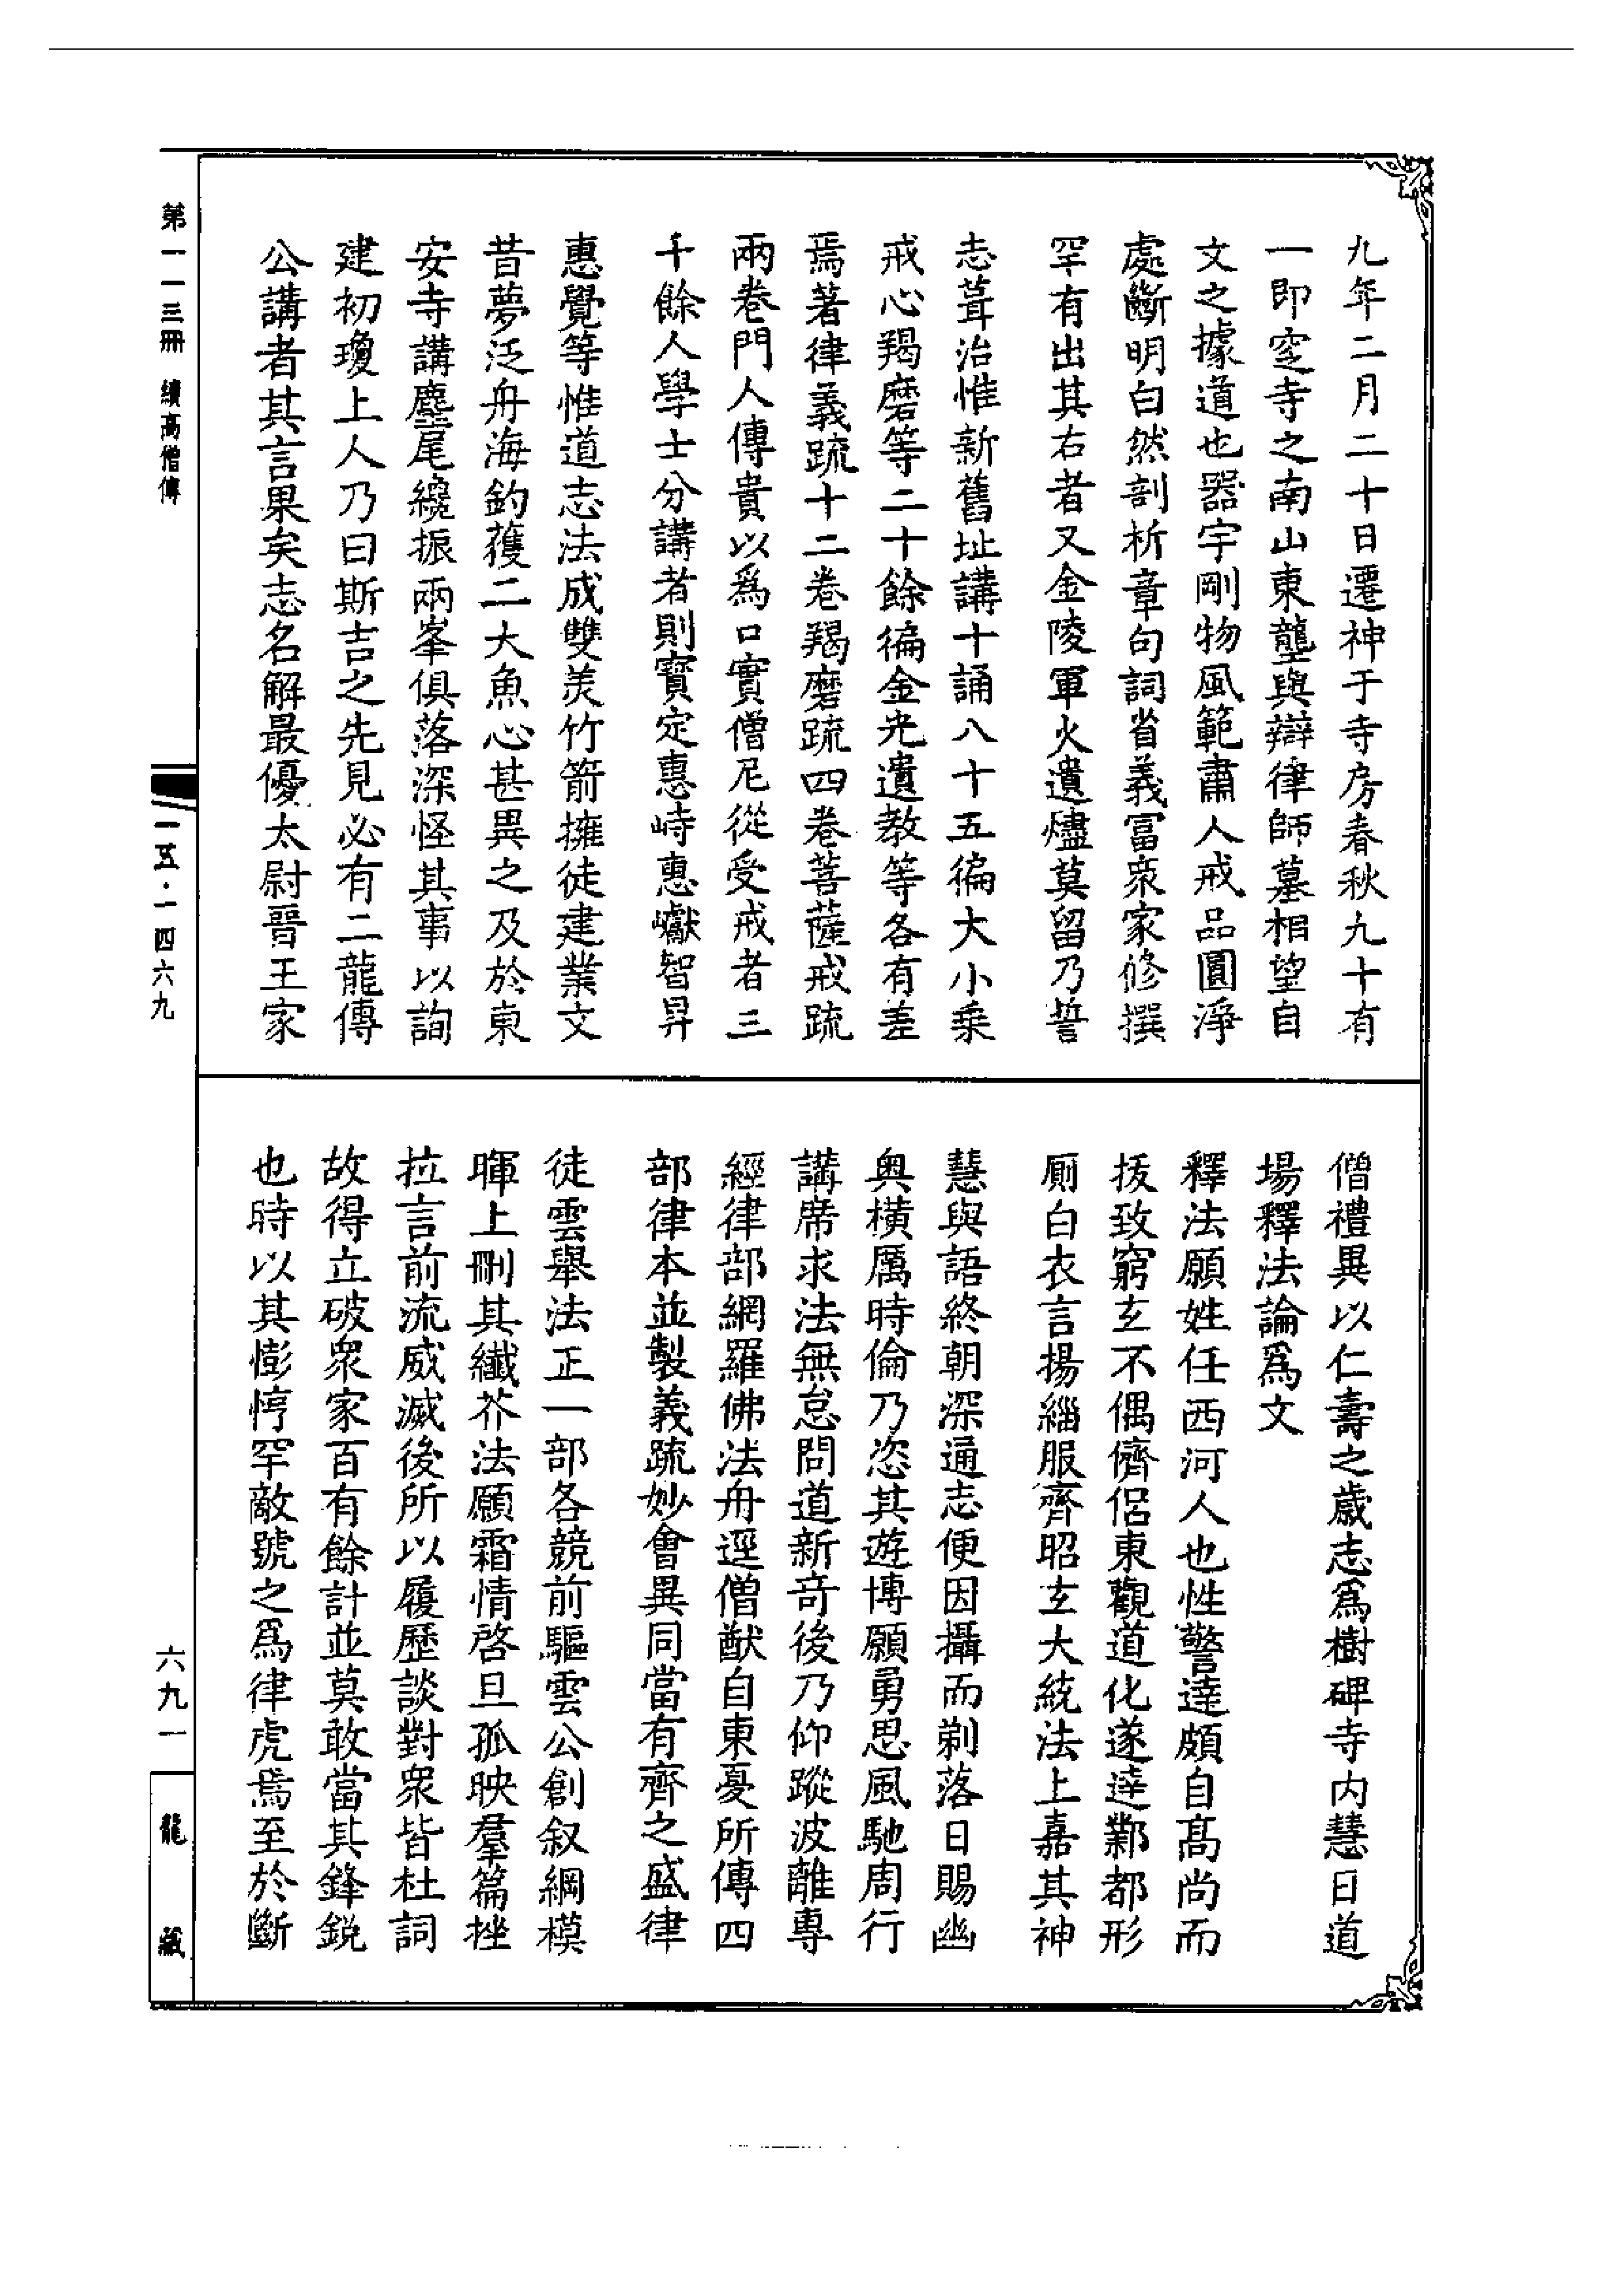 九年二月二十日遷神于寺房春秋九十有
一即窆寺之南山東壟與辯律師墓相望自
文之據道也器宇剛物風範肅人戒品圓淨
處斷明白然剖析章句詞省義富衆家修撰
罕有出其右者又金陵軍火遺燼莫留乃誓
志葺治惟新舊址講十誦八十五徧大小乗
戒心羯磨等二十餘徧金光遺教等各有差
焉著律義疏十二卷羯磨疏四卷菩薩戒疏
兩卷門人傳貴以為口實僧尼從受戒者三
千餘人學士分講者則寶定惠峙惠巘智昇
惠覺等惟道志法成雙羙竹箭擁徒建業文
昔夢泛舟海釣獲二大魚心甚異之及於東
安寺講麈尾纔振兩峯俱落深怪其事以詢
建初瓊上人乃曰斯吉之先見必有二龍傳
公講者其言果矣志名解最優太尉晋王家
僧禮異以仁壽之歲志為樹碑寺内慧日道
場釋法論為文
釋法願姓任西河人也性警達頗自髙尚而
拔致窮玄不偶儕侣東觀道化遂達鄴都形
厠白衣言揚緇服齊昭玄大統法上嘉其神
慧與語終朝深通志便因攝而剃落日賜幽
奥横厲時倫乃恣其遊博願勇思風馳周行
講席求法無怠問道新竒後乃仰蹤波離專
經律部網羅佛法舟逕僧猷自東夏所傳四
部律本並製義疏妙會異同當有齊之盛律
徒雲舉法正一部各競前驅雲公創叙綱模
暉上刪其纖芥法願霜情啓旦孤映羣篇挫
拉言前流威滅後所以履歷談對衆皆杜詞
故得立破衆家百有餘計並莫敢當其鋒鋭
也時以其憉悙罕敵號之為律虎焉至於斷
第一一三冊 續高僧傳
一五·一四六九
六九一
龍藏